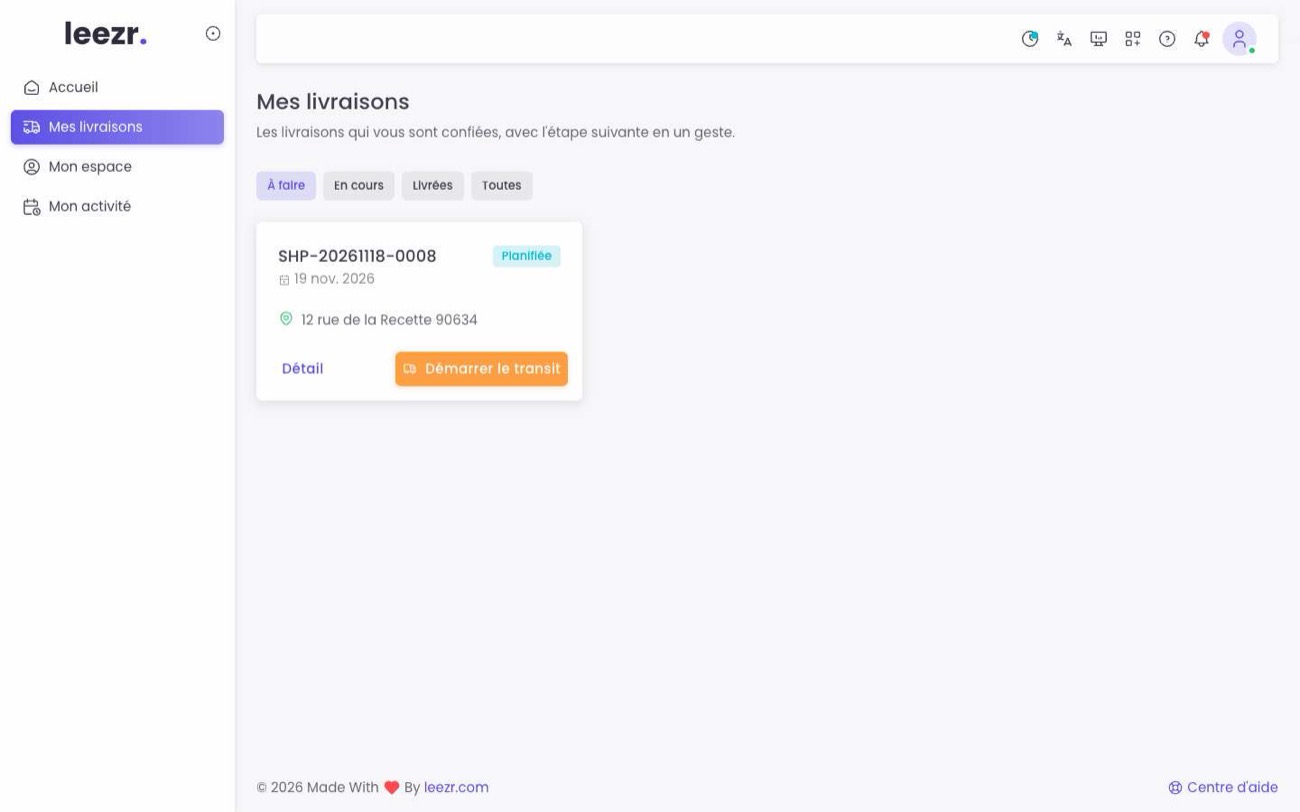 leezr.
Accueil
Mes livraisons
Mon espace
Mon activité
Mes livraisons
Les livraisons qui vous sont confiées, avec l'étape suivante en un geste.
À faire
En cours
Livrées
Toutes
SHP-20261118-0008
Planifiée
19 nov. 2026
12 rue de la Recette 90634
Détail
Démarrer le transit
© 2026 Made With ❤ By leezr.com
Centre d'aide